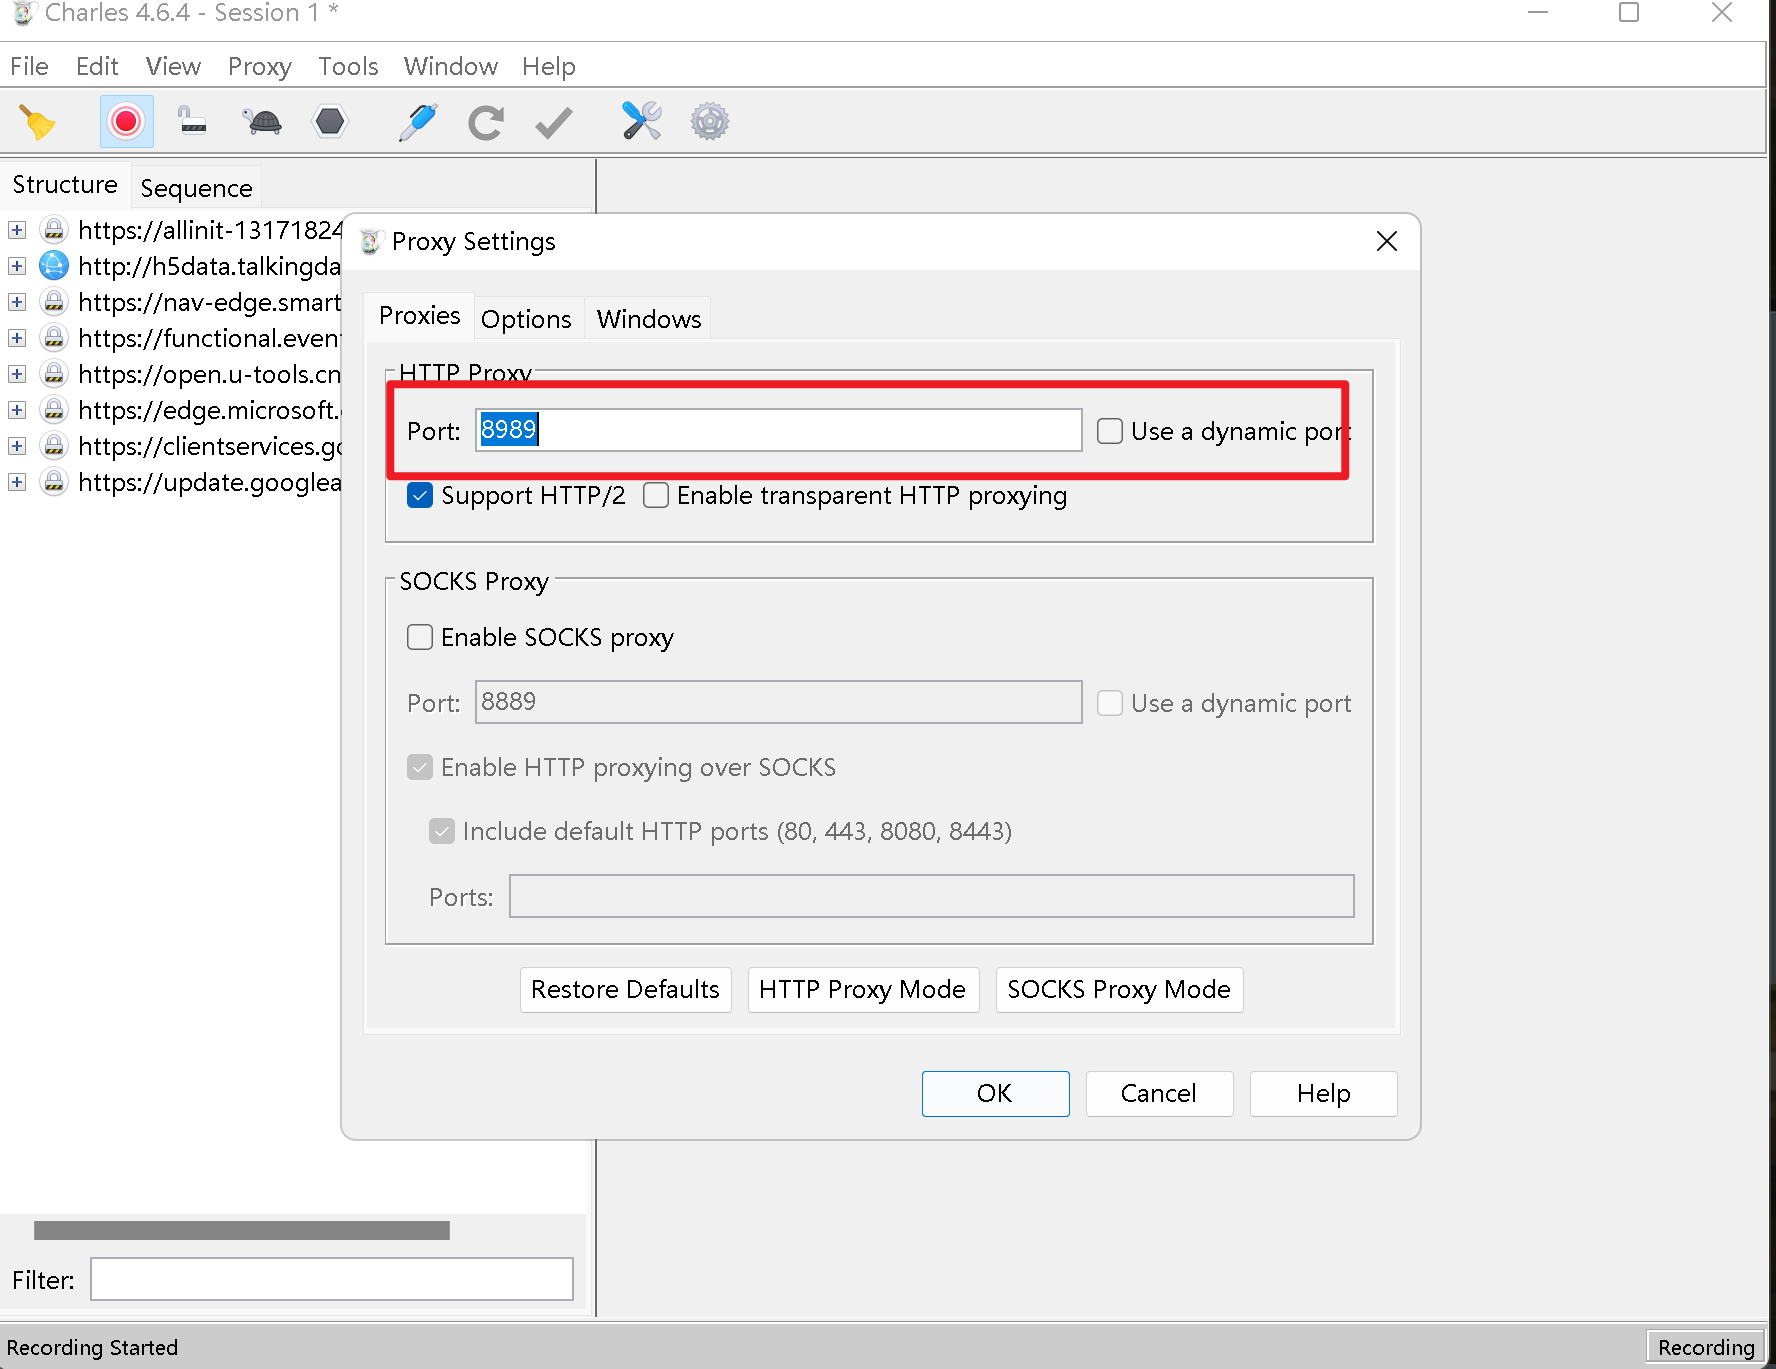 Charles 4.6.4 - Session 1 *
File Edit View Proxy Tools Window Help
Structure Sequence
https://allinit-13171824
http://h5data.talkingda
https://nav-edge.smart
https://functional.even
https://open.u-tools.cn
https://edge.microsoft.
https://clientservices.go
https://update.googlea
Proxy Settings
Proxies Options Windows
HTTP Proxy
Port: 8989 Use a dynamic port
Support HTTP/2 Enable transparent HTTP proxying
SOCKS Proxy
Enable SOCKS proxy
Port: 8889 Use a dynamic port
Enable HTTP proxying over SOCKS
Include default HTTP ports (80, 443, 8080, 8443)
Ports:
Restore Defaults HTTP Proxy Mode SOCKS Proxy Mode
OK Cancel Help
Filter:
Recording Started Recording